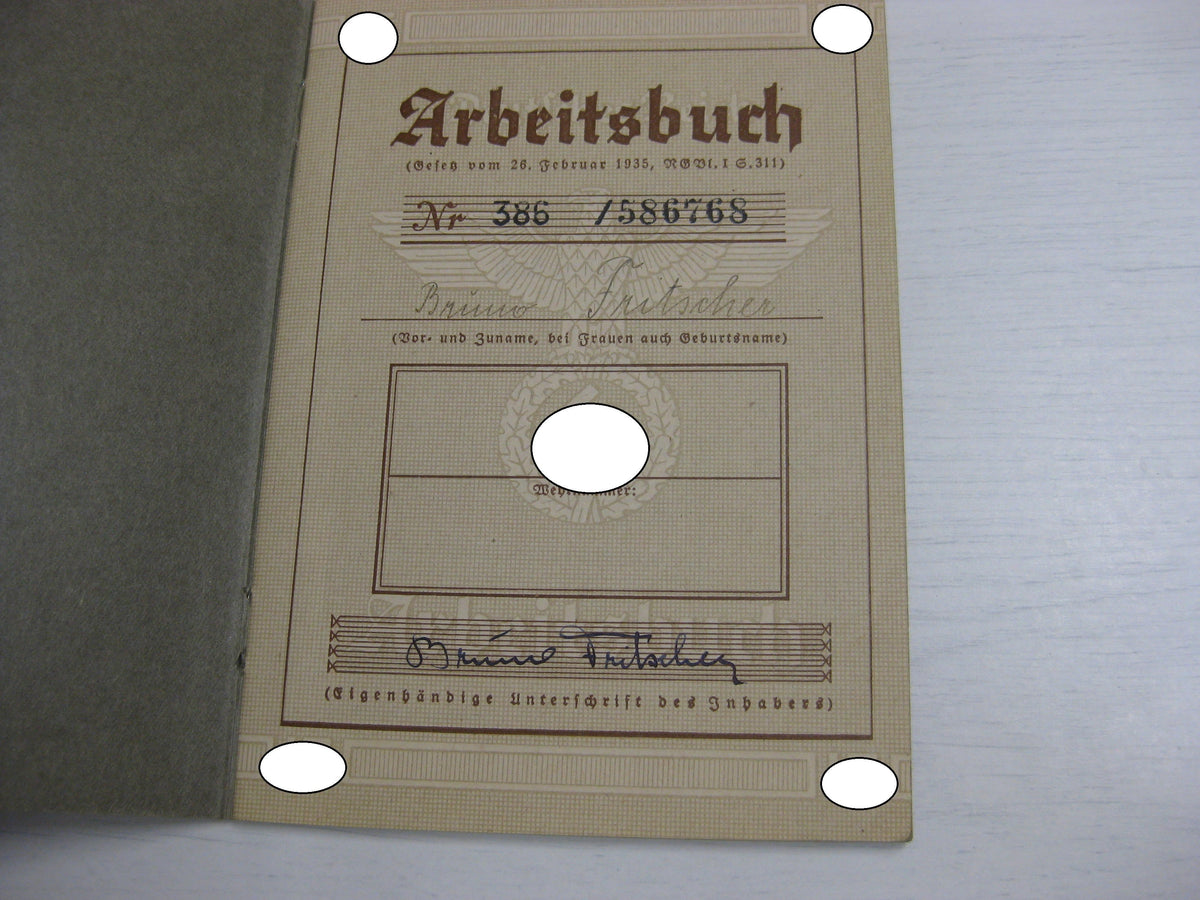 Arbeitsbuch
(Gesetz vom 26. Februar 1935, RGBl. I S. 311)
Nr 386 / 586768
Bruno Fritscher
(Vor- und Zuname, bei Frauen auch Geburtsname)
Bruno Fritscher
(Eigenhändige Unterschrift des Inhabers)